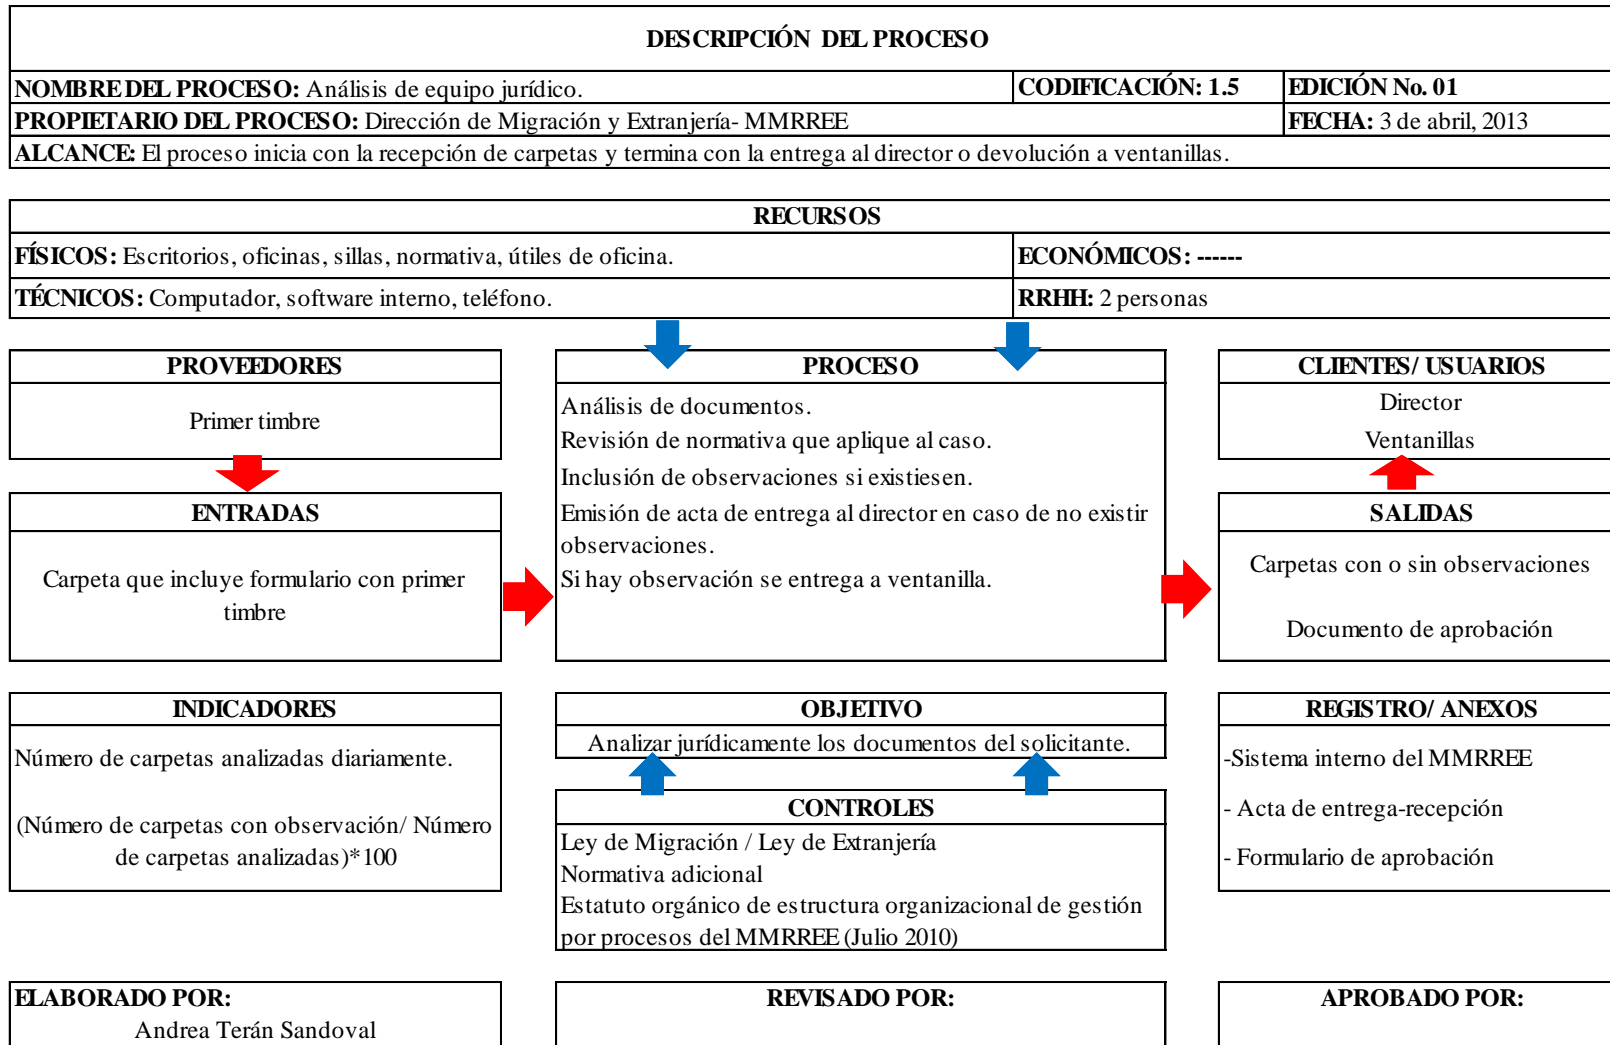 DESCRIPCIÓN DEL PROCESO
NOMBRE DEL PROCESO: Análisis de equipo jurídico.
CODIFICACIÓN: 1.5
EDICIÓN No. 01
PROPIETARIO DEL PROCESO: Dirección de Migración y Extranjería- MMRREE
FECHA: 3 de abril, 2013
ALCANCE: El proceso inicia con la recepción de carpetas y termina con la entrega al director o devolución a ventanillas.
RECURSOS
FÍSICOS: Escritorios, oficinas, sillas, normativa, útiles de oficina.
ECONÓMICOS: ------
TÉCNICOS: Computador, software interno, teléfono.
RRHH: 2 personas
PROVEEDORES
Primer timbre
ENTRADAS
Carpeta que incluye formulario con primer
timbre
PROCESO
Análisis de documentos.
Revisión de normativa que aplique al caso.
Inclusión de observaciones si existiesen.
Emisión de acta de entrega al director en caso de no existir
observaciones.
Si hay observación se entrega a ventanilla.
CLIENTES/ USUARIOS
Director
Ventanillas
SALIDAS
Carpetas con o sin observaciones
Documento de aprobación
INDICADORES
Número de carpetas analizadas diariamente.
(Número de carpetas con observación/ Número
de carpetas analizadas)*100
OBJETIVO
Analizar jurídicamente los documentos del solicitante.
CONTROLES
Ley de Migración / Ley de Extranjería
Normativa adicional
Estatuto orgánico de estructura organizacional de gestión
por procesos del MMRREE (Julio 2010)
REGISTRO/ ANEXOS
-Sistema interno del MMRREE
- Acta de entrega-recepción
- Formulario de aprobación
ELABORADO POR:
Andrea Terán Sandoval
REVISADO POR:
APROBADO POR: